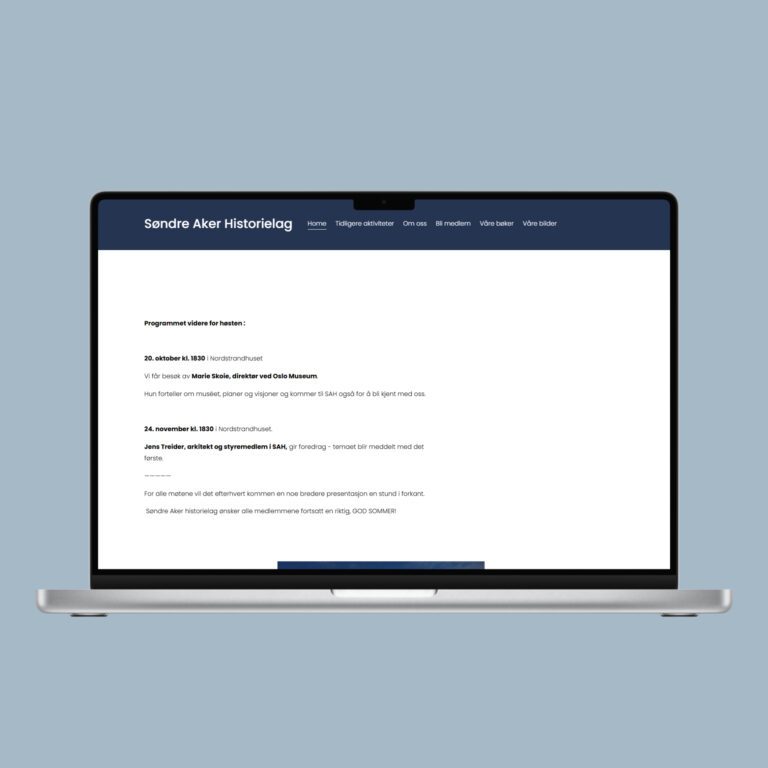 Søndre Aker Historielag Home Tidligere aktiviteter Om oss Bli medlem Våre bøker Våre bilder
Programmet videre for høsten :
20. oktober kl. 1830 i Nordstrandhuset
Vi får besøk av Marie Skoie, direktør ved Oslo Museum.
Hun forteller om muséet, planer og visjoner og kommer til SAH også for å bli kjent med oss.
24. november kl. 1830 i Nordstrandhuset.
Jens Treider, arkitekt og styremedlem i SAH, gir foredrag - temaet blir meddelt med det
første.
—————
For alle møtene vil det efterhvert kommen en noe bredere presentasjon en stund i forkant.
Søndre Aker historielag ønsker alle medlemmene fortsatt en riktig, GOD SOMMER!